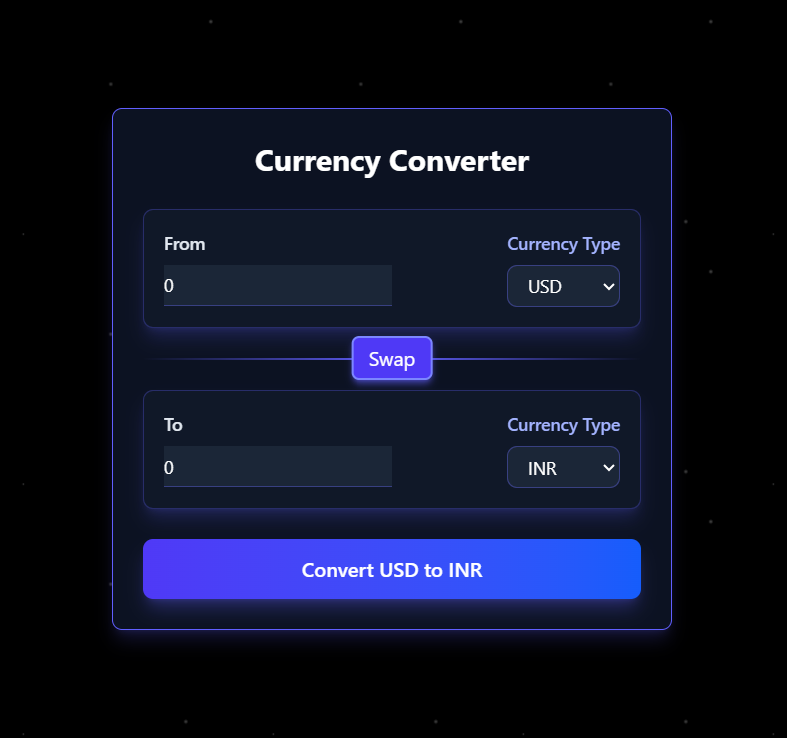 Currency Converter
From Currency Type
0 USD
Swap
To Currency Type
0 INR
Convert USD to INR